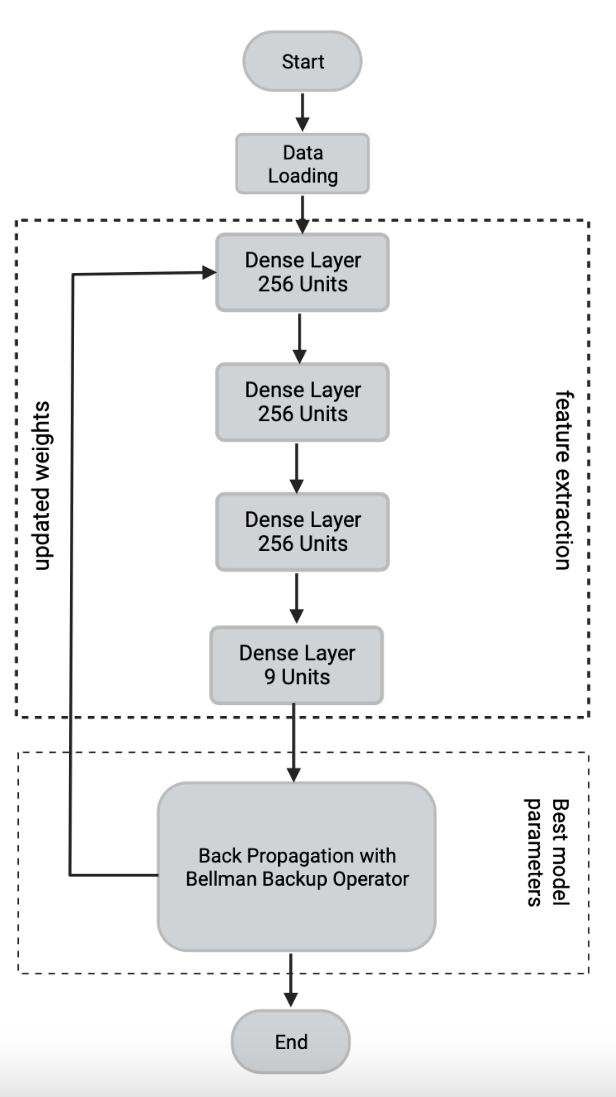 Start
Data
Loading
Dense Layer
256 Units
Dense Layer
256 Units
Dense Layer
256 Units
Dense Layer
9 Units
updated weights
feature extraction
Back Propagation with
Bellman Backup Operator
Best model
parameters
End